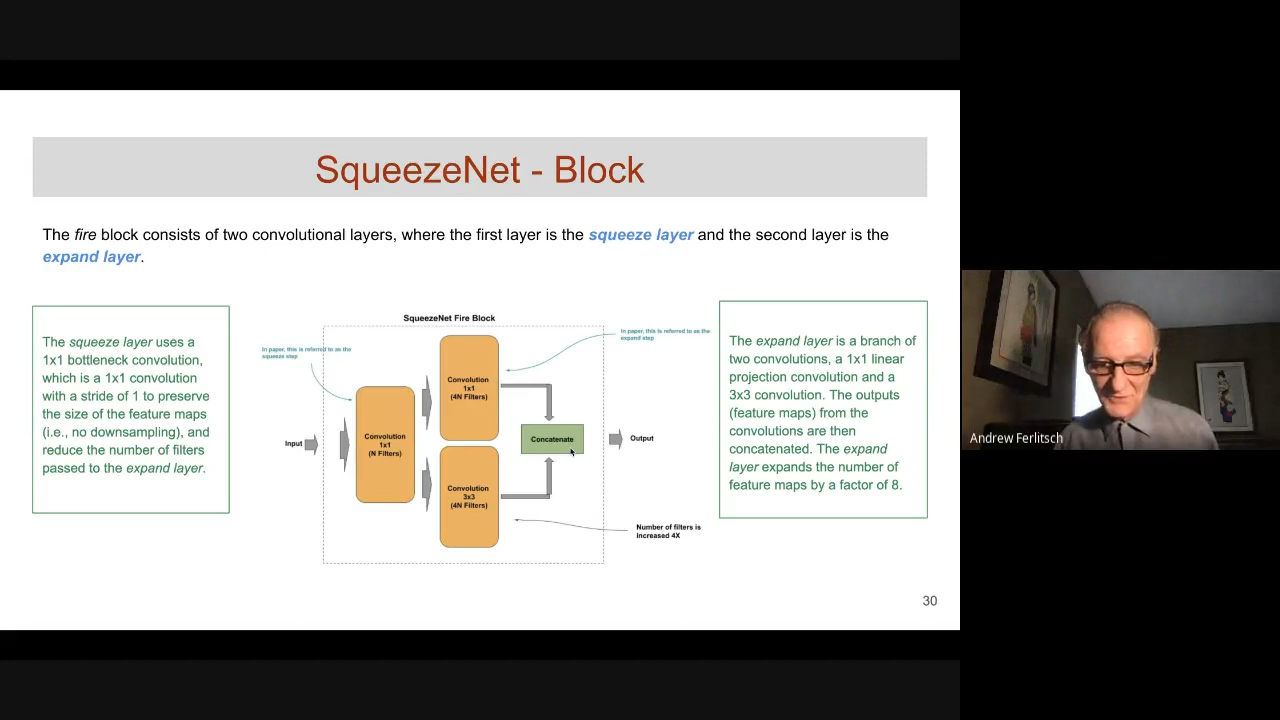 SqueezeNet - Block
The fire block consists of two convolutional layers, where the first layer is the squeeze layer and the second layer is the
expand layer.
The squeeze layer uses a
1x1 bottleneck convolution,
which is a 1x1 convolution
with a stride of 1 to preserve
the size of the feature maps
(i.e., no downsampling), and
reduce the number of filters
passed to the expand layer.
SqueezeNet Fire Block
In paper, this is referred to as the
squeeze step
In paper, this is referred to as the
expand step
Input
Convolution
1x1
(N Filters)
Convolution
1x1
(4N Filters)
Convolution
3x3
(4N Filters)
Concatenate
Output
Number of filters is
increased 4X
The expand layer is a branch of
two convolutions, a 1x1 linear
projection convolution and a
3x3 convolution. The outputs
(feature maps) from the
convolutions are then
concatenated. The expand
layer expands the number of
feature maps by a factor of 8.
30
Andrew Ferlitsch